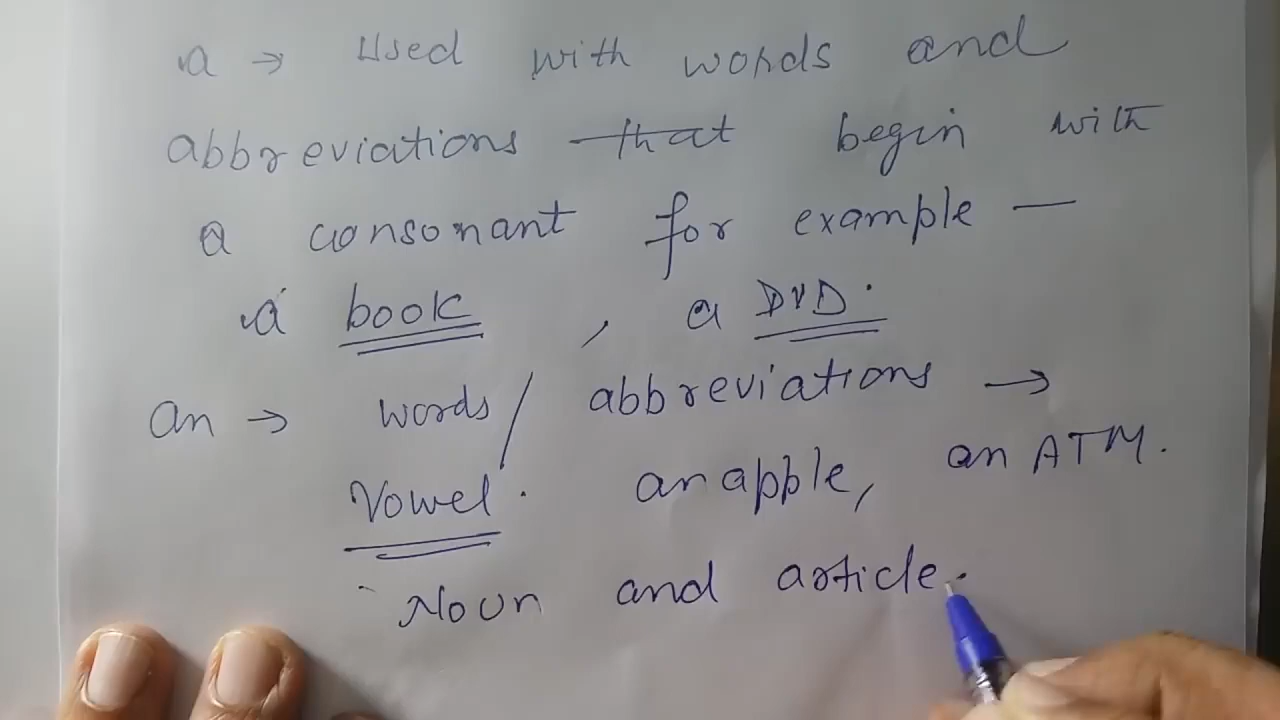 a → Used with words and
abbreviations that begin with
a consonant for example —
a book, a DVD.
an → words/ abbreviations →
Vowel. an apple, an ATM.
Noun and article.